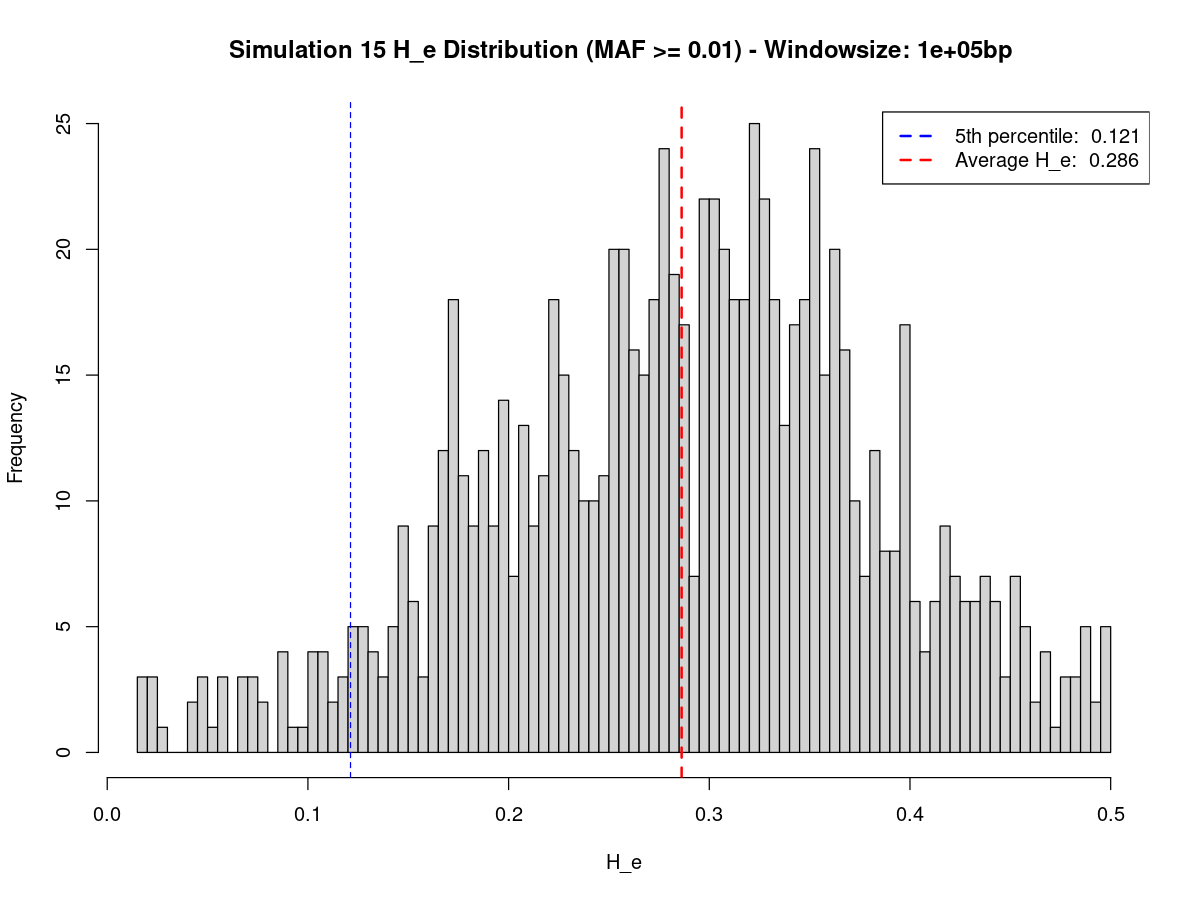 Simulation 15 H_e Distribution (MAF >= 0.01) - Windowsize: 1e+05bp
5th percentile: 0.121
Average H_e: 0.286
25
20
15
10
5
0
Frequency
0.0 0.1 0.2 0.3 0.4 0.5
H_e